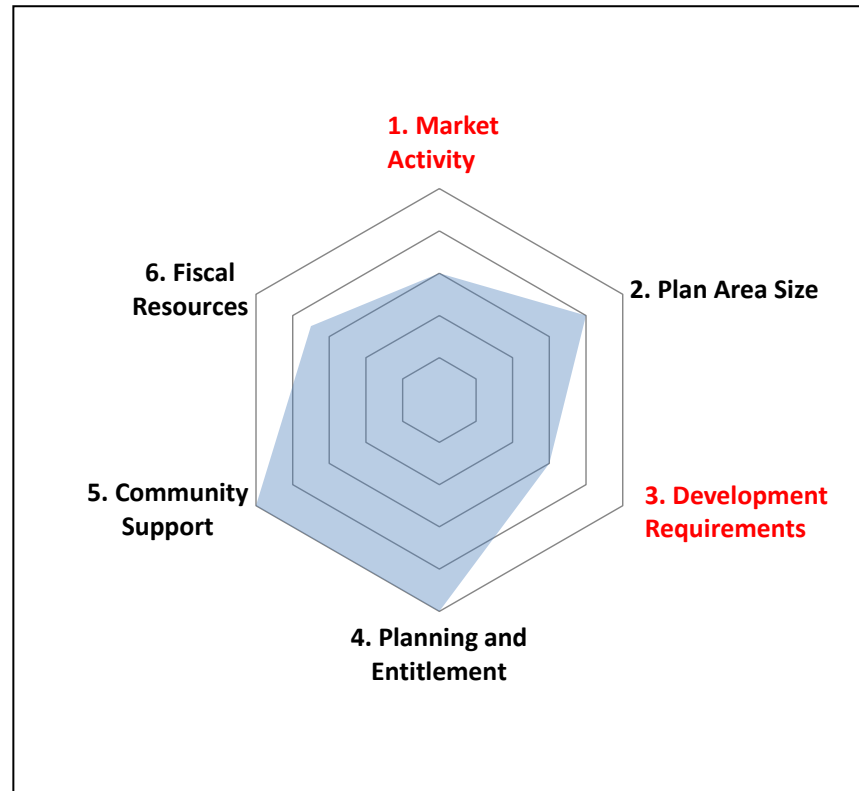 1. Market
Activity
2. Plan Area Size
3. Development
Requirements
4. Planning and
Entitlement
5. Community
Support
6. Fiscal
Resources